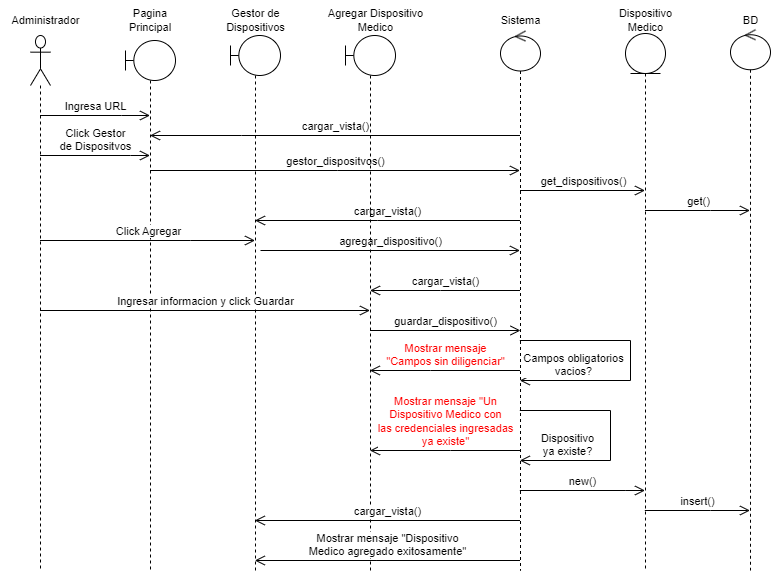 Administrador
Pagina
Principal
Gestor de
Dispositivos
Agregar Dispositivo
Medico
Sistema
Dispositivo
Medico
BD
Ingresa URL
cargar_vista()
Click Gestor
de Dispositvos
gestor_dispositvos()
get_dispositivos()
get()
cargar_vista()
Click Agregar
agregar_dispositivo()
cargar_vista()
Ingresar informacion y click Guardar
guardar_dispositivo()
Mostrar mensaje
"Campos sin diligenciar"
Campos obligatorios
vacios?
Mostrar mensaje "Un
Dispositivo Medico con
las credenciales ingresadas
ya existe"
Dispositivo
ya existe?
new()
insert()
cargar_vista()
Mostrar mensaje "Dispositivo
Medico agregado exitosamente"